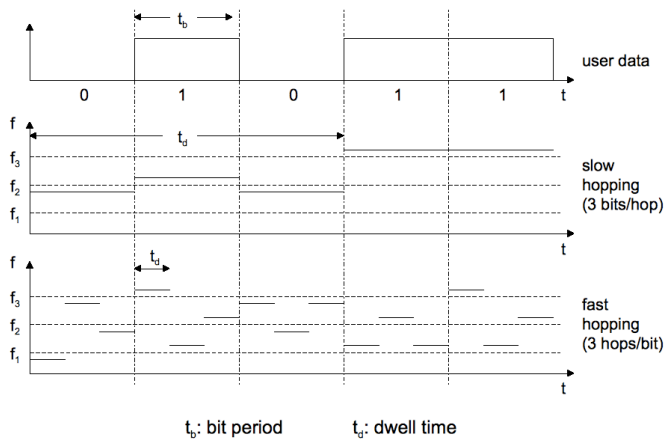 t_b
user data
0 1 0 1 1 t
f
t_d
f_3
f_2
f_1
slow
hopping
(3 bits/hop)
t
f
t_d
f_3
f_2
f_1
fast
hopping
(3 hops/bit)
t
t_b: bit period t_d: dwell time